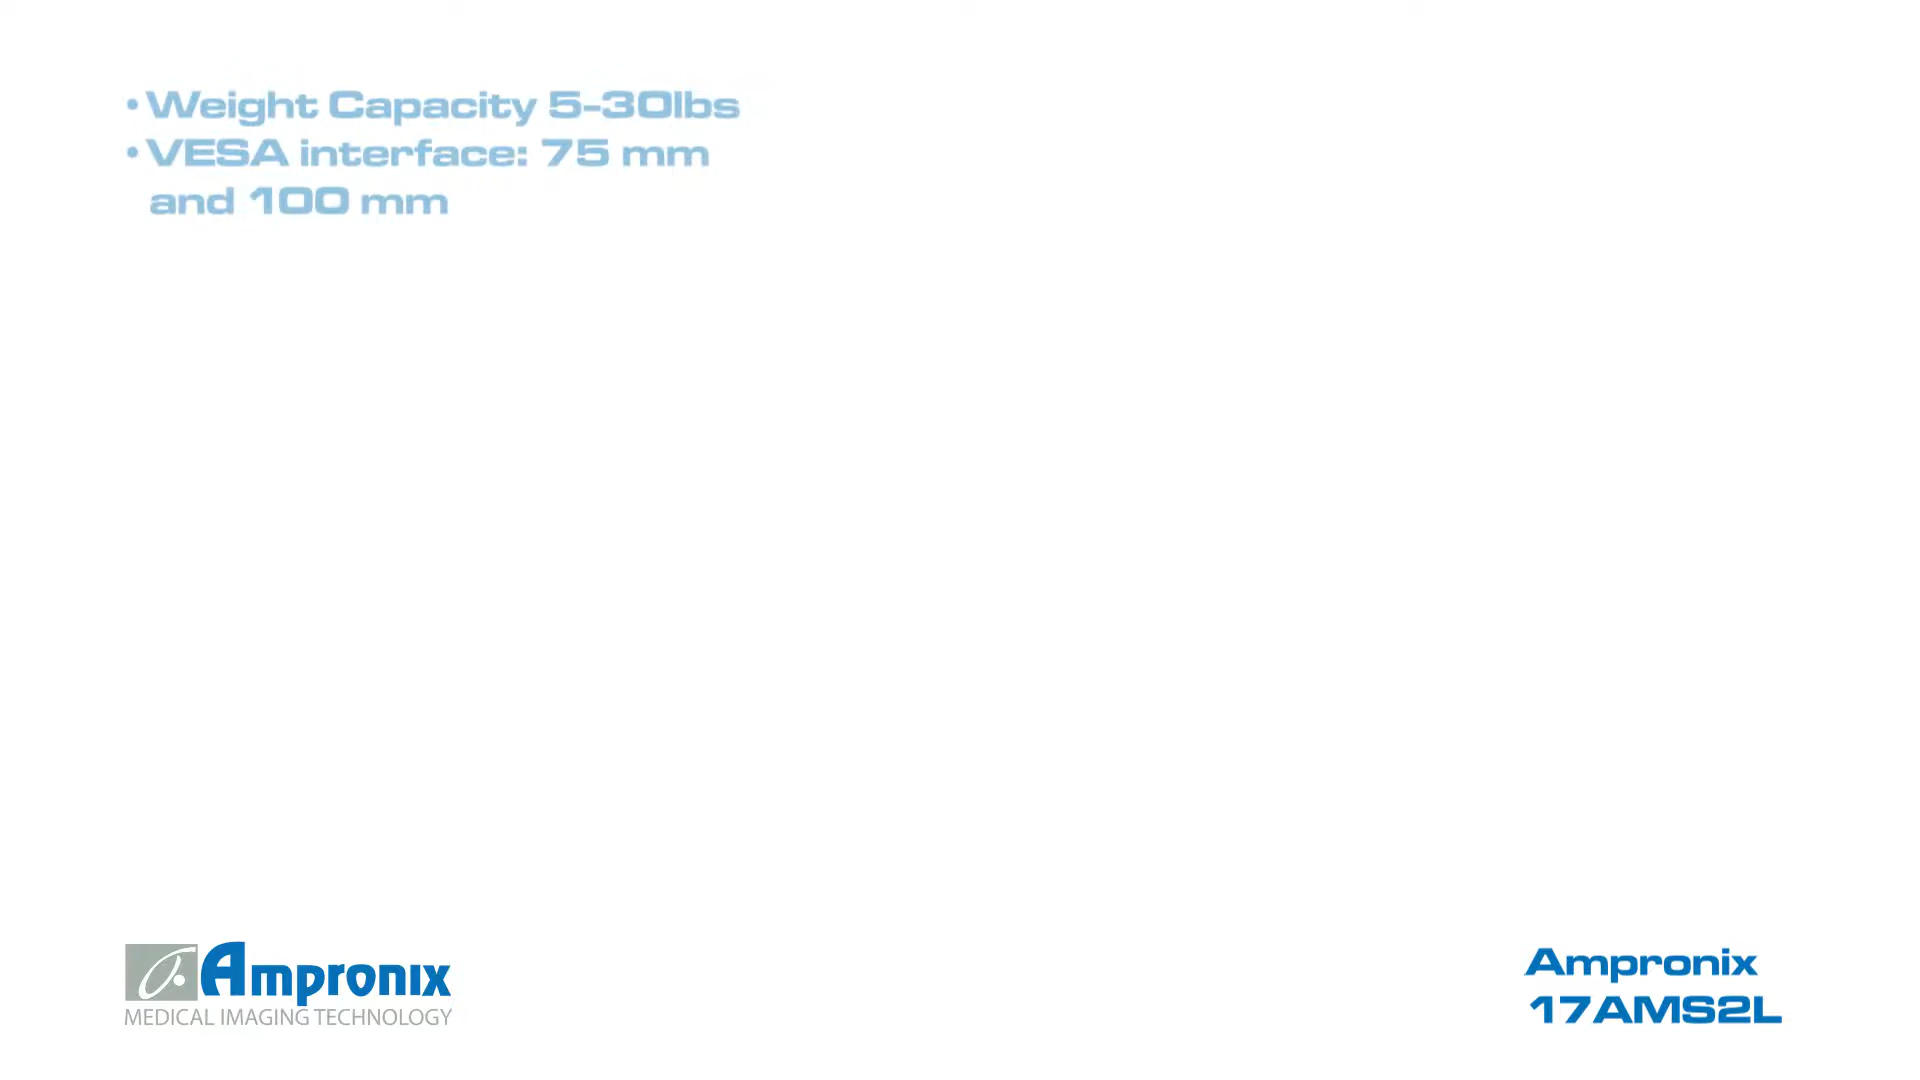 • Weight Capacity 5-30lbs
• VESA interface: 75 mm
and 100 mm
Ampronix
MEDICAL IMAGING TECHNOLOGY
Ampronix
17AMS2L